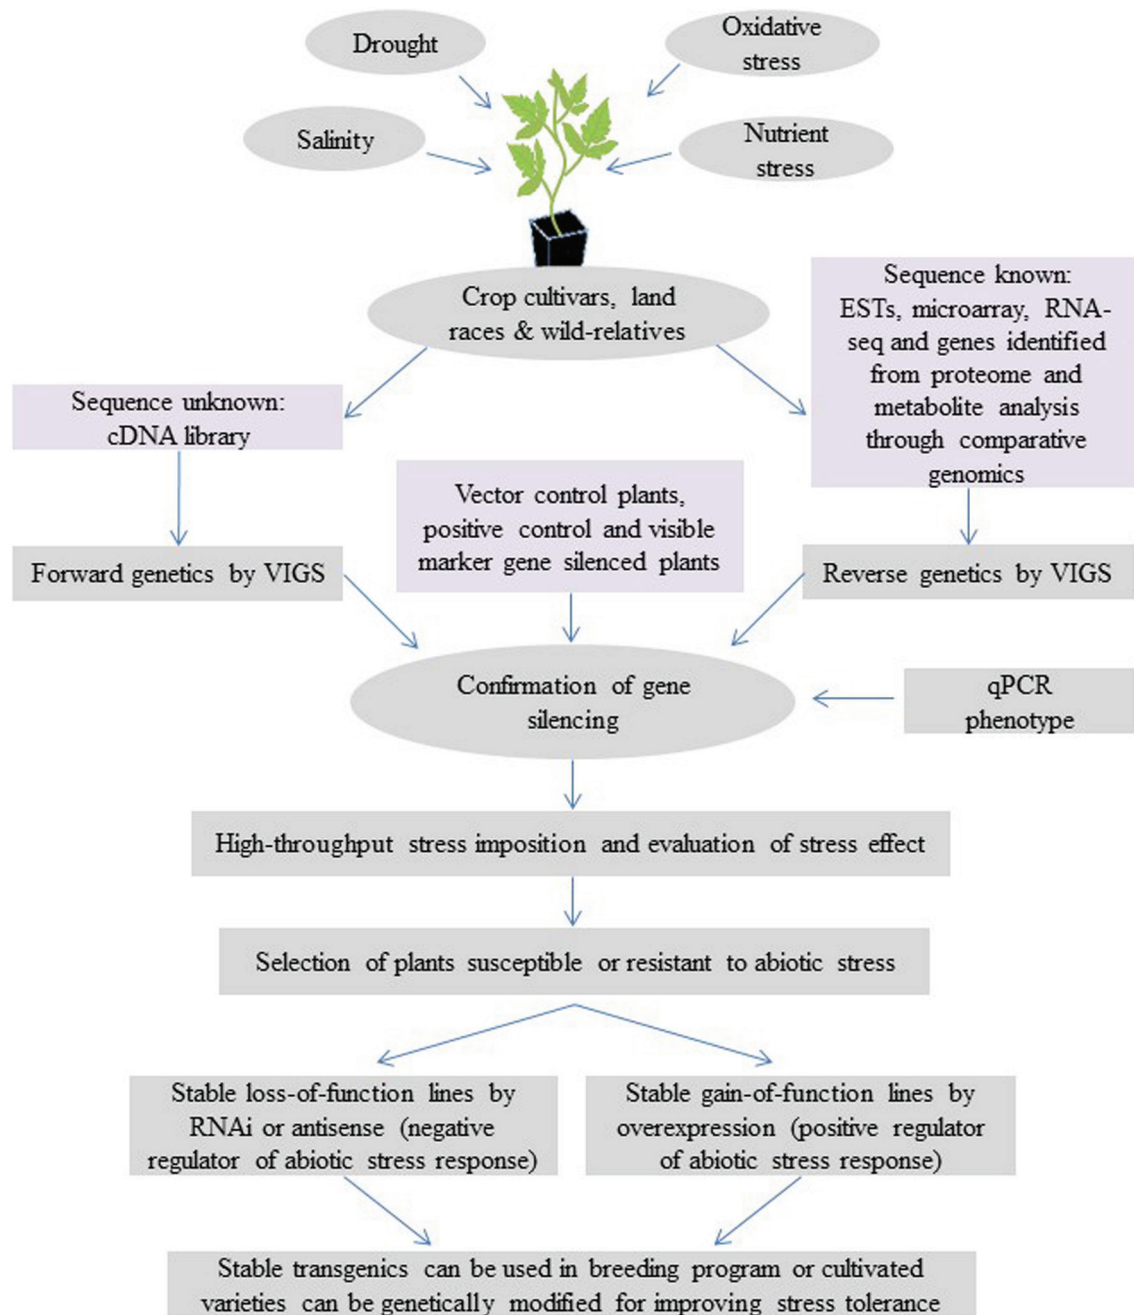 Drought
Oxidative
stress
Salinity
Nutrient
stress
Crop cultivars, land
races & wild-relatives
Sequence known:
ESTs, microarray, RNA-
seq and genes identified
from proteome and
metabolite analysis
through comparative
genomics
Sequence unknown:
cDNA library
Vector control plants,
positive control and visible
marker gene silenced plants
Forward genetics by VIGS
Reverse genetics by VIGS
Confirmation of gene
silencing
qPCR
phenotype
High-throughput stress imposition and evaluation of stress effect
Selection of plants susceptible or resistant to abiotic stress
Stable loss-of-function lines by
RNAi or antisense (negative
regulator of abiotic stress response)
Stable gain-of-function lines by
overexpression (positive regulator
of abiotic stress response)
Stable transgenics can be used in breeding program or cultivated
varieties can be genetically modified for improving stress tolerance